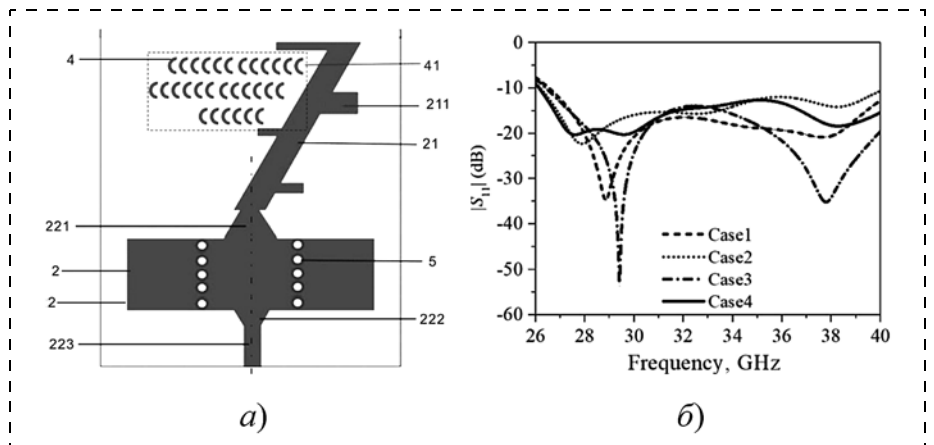 4
41
211
21
221
5
2
2
222
223
а)
0
-10
-20
-30
-40
-50
-60
|S₁₁| (dB)
Case1
Case2
Case3
Case4
26 28 30 32 34 36 38 40
Frequency, GHz
б)